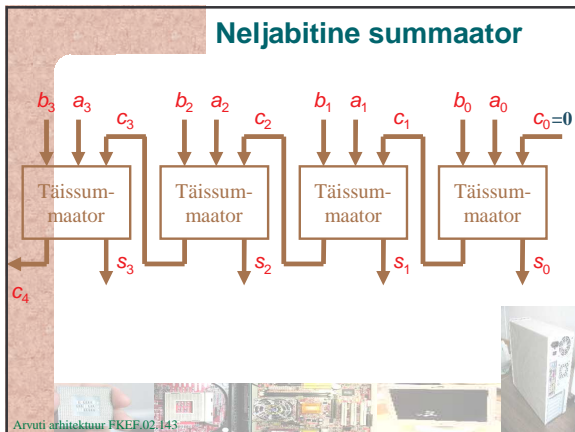 Neljabitine summaator
b₃ a₃ c₃ b₂ a₂ c₂ b₁ a₁ c₁ b₀ a₀ c₀=0
Täissum-
maator
Täissum-
maator
Täissum-
maator
Täissum-
maator
c₄ s₃ s₂ s₁ s₀
Arvuti arhitektuur FKEF.02.143